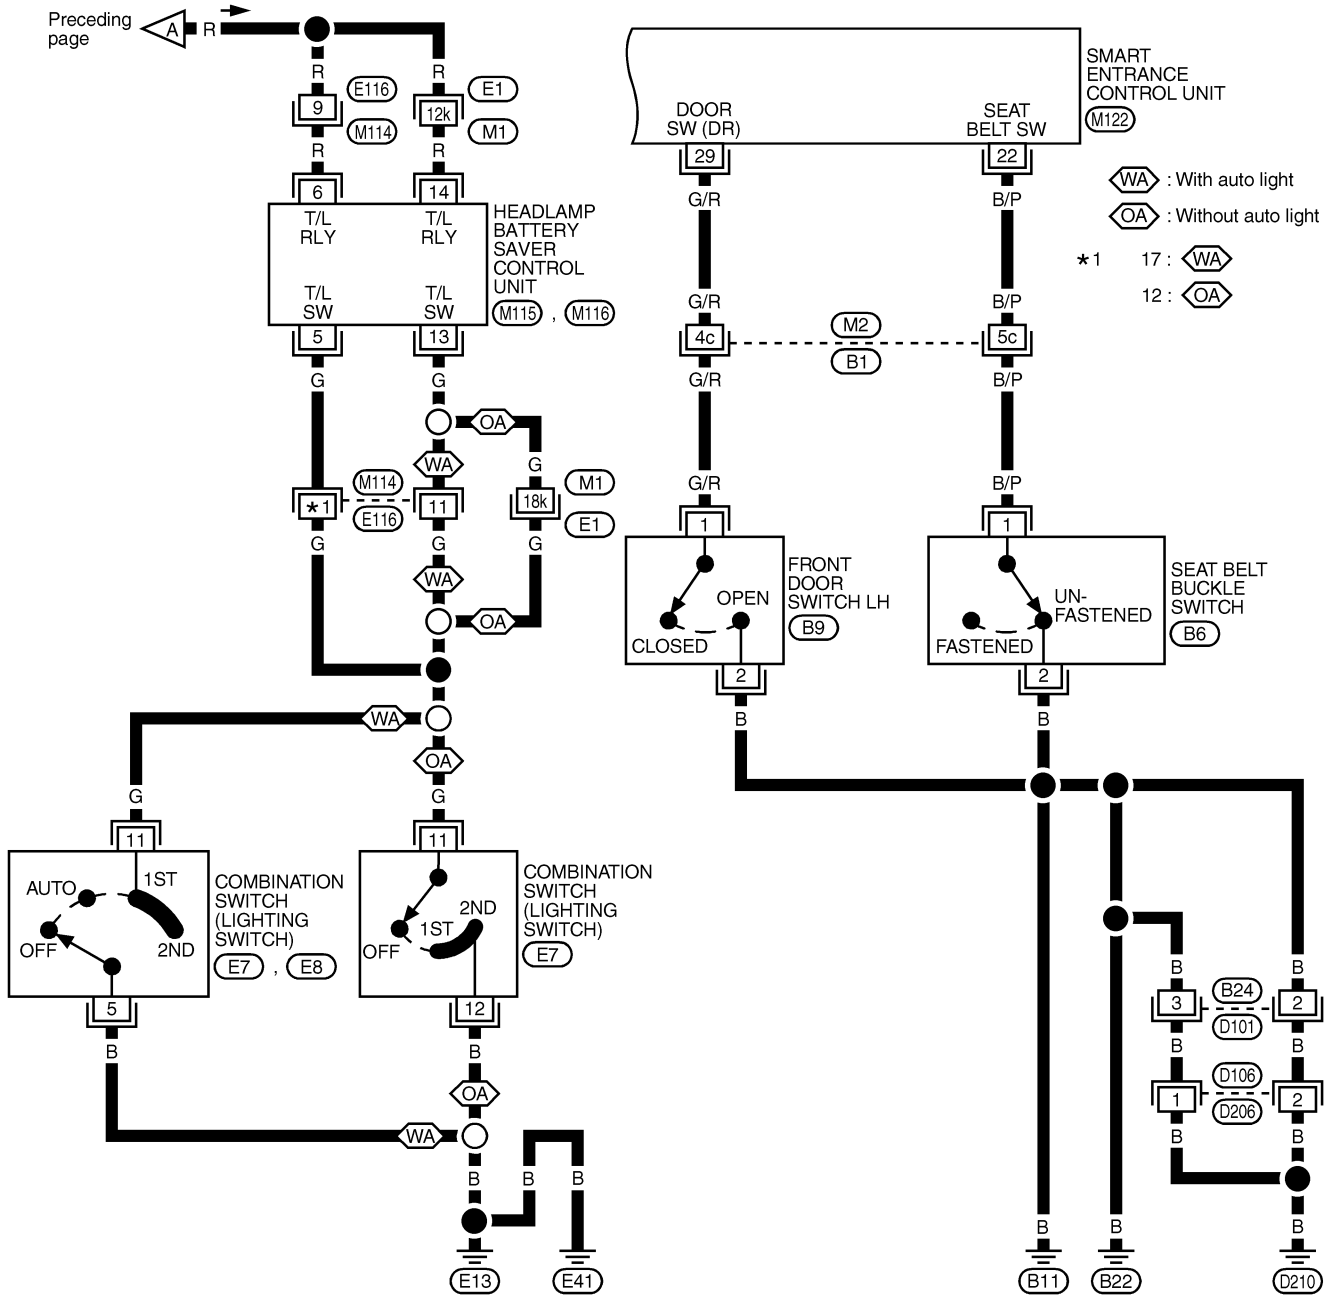 Preceding
page
A
R
R
R
9
E116
M114
12k
E1
M1
R
R
6
14
T/L
RLY
T/L
RLY
T/L
SW
T/L
SW
HEADLAMP
BATTERY
SAVER
CONTROL
UNIT
M115 , M116
5
13
G
G
OA
WA
G
*1
M114
E116
11
18k
M1
E1
G
G
G
WA
OA
WA
OA
G
G
11
11
AUTO
1ST
OFF
2ND
COMBINATION
SWITCH
(LIGHTING
SWITCH)
E7 , E8
2ND
1ST
OFF
COMBINATION
SWITCH
(LIGHTING
SWITCH)
E7
5
12
B
B
OA
WA
B
B
B
E13
E41
SMART
ENTRANCE
CONTROL UNIT
M122
DOOR
SW (DR)
SEAT
BELT SW
29
22
WA : With auto light
OA : Without auto light
*1 17 : WA
12 : OA
G/R
B/P
G/R
B/P
4c
M2
B1
5c
G/R
B/P
G/R
B/P
1
1
OPEN
CLOSED
FRONT
DOOR
SWITCH LH
B9
UN-
FASTENED
FASTENED
SEAT BELT
BUCKLE
SWITCH
B6
2
2
B
B
B
B
3
B24
D101
2
B
B
1
D106
D206
2
B
B
B
B
B
B11
B22
D210